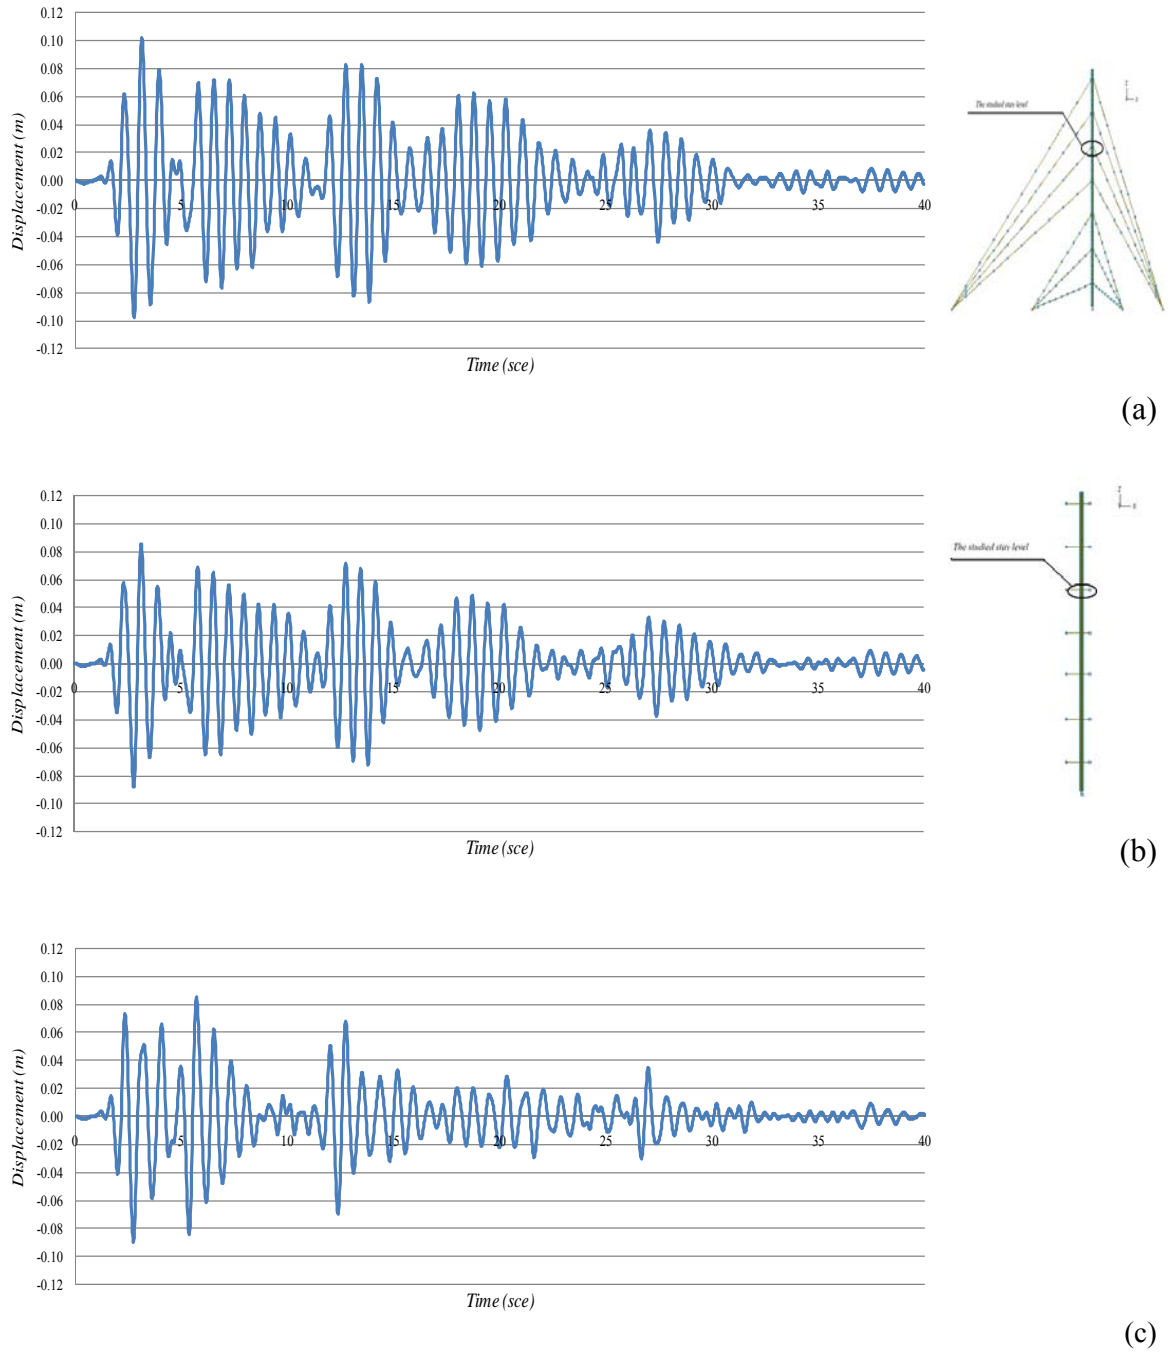 0.12
0.10
0.08
0.06
0.04
0.02
0.00
-0.02
-0.04
-0.06
-0.08
-0.10
-0.12
Displacement (m)
0 5 10 15 20 25 30 35 40
Time (sce)
The studied stay level
Z
X
(a)
0.12
0.10
0.08
0.06
0.04
0.02
0.00
-0.02
-0.04
-0.06
-0.08
-0.10
-0.12
Displacement (m)
0 5 10 15 20 25 30 35 40
Time (sce)
The studied stay level
Z
X
(b)
0.12
0.10
0.08
0.06
0.04
0.02
0.00
-0.02
-0.04
-0.06
-0.08
-0.10
-0.12
Displacement (m)
0 5 10 15 20 25 30 35 40
Time (sce)
(c)